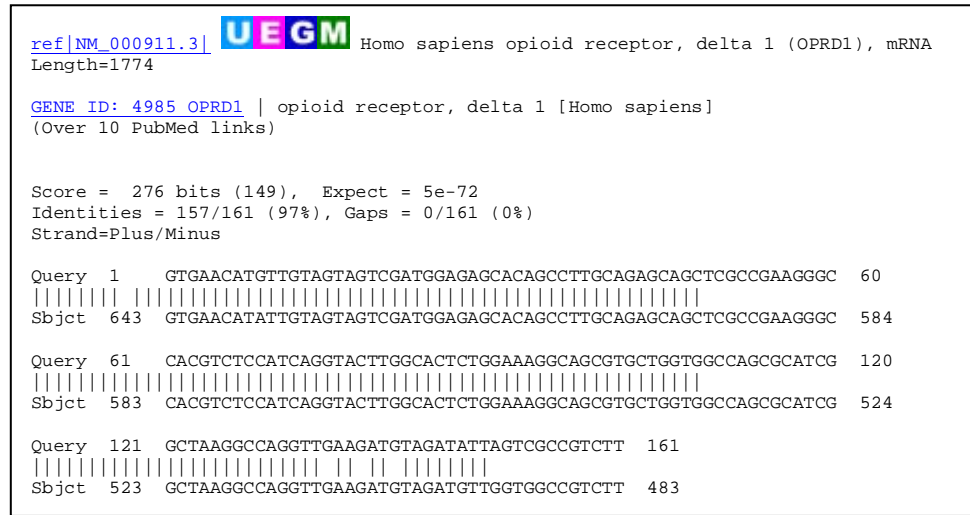 ref|NM_000911.3| U E G M Homo sapiens opioid receptor, delta 1 (OPRD1), mRNA
Length=1774
GENE ID: 4985 OPRD1 | opioid receptor, delta 1 [Homo sapiens]
(Over 10 PubMed links)
Score = 276 bits (149), Expect = 5e-72
Identities = 157/161 (97%), Gaps = 0/161 (0%)
Strand=Plus/Minus
Query 1 GTGAACATGTTGTAGTAGTCGATGGAGAGCACAGCCTTGCAGAGCAGCTCGCCGAAGGGC 60
|||||||| |||||||||||||||||||||||||||||||||||||||||||||||||||
Sbjct 643 GTGAACATATTGTAGTAGTCGATGGAGAGCACAGCCTTGCAGAGCAGCTCGCCGAAGGGC 584
Query 61 CACGTCTCCATCAGGTACTTGGCACTCTGGAAAGGCAGCGTGCTGGTGGCCAGCGCATCG 120
||||||||||||||||||||||||||||||||||||||||||||||||||||||||||||
Sbjct 583 CACGTCTCCATCAGGTACTTGGCACTCTGGAAAGGCAGCGTGCTGGTGGCCAGCGCATCG 524
Query 121 GCTAAGGCCAGGTTGAAGATGTAGATATTAGTCGCCGTCTT 161
|||||||||||||||||||||||||| || || ||||||||
Sbjct 523 GCTAAGGCCAGGTTGAAGATGTAGATGTTGGTGGCCGTCTT 483